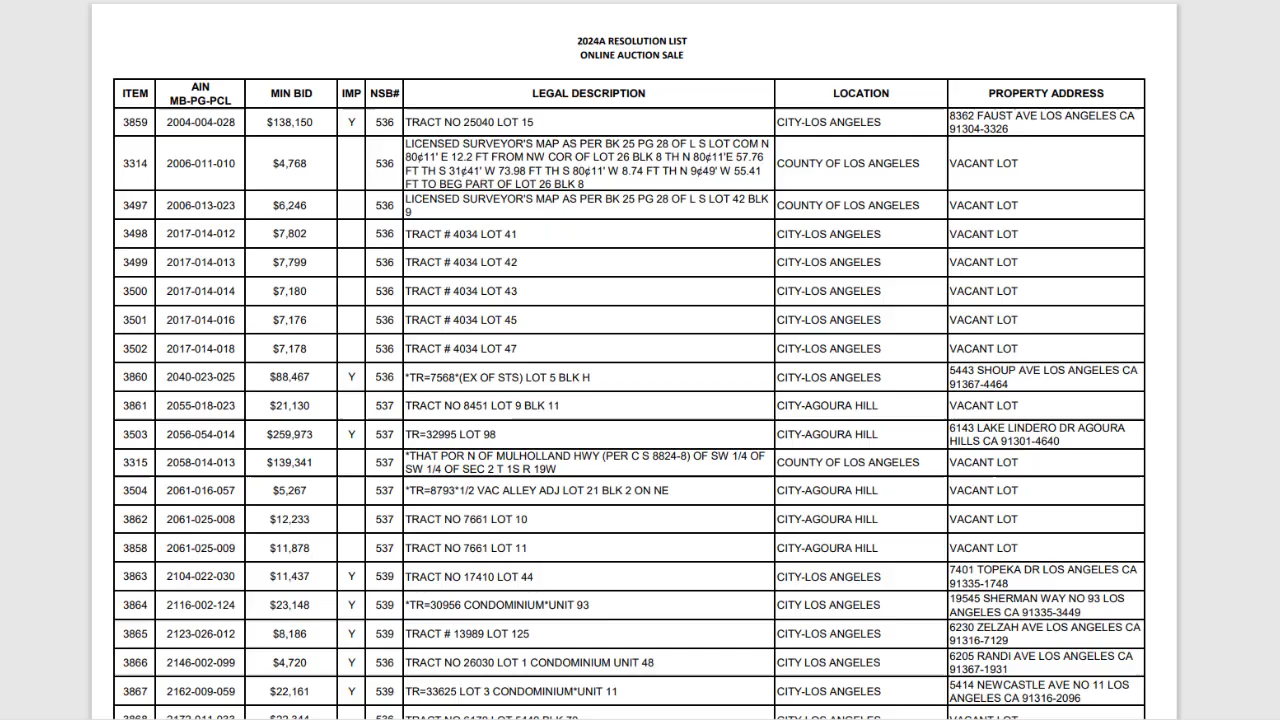 2024A RESOLUTION LIST
ONLINE AUCTION SALE
ITEM AIN MB-PG-PCL MIN BID IMP NSB# LEGAL DESCRIPTION LOCATION PROPERTY ADDRESS
3859 2004-004-028 $138,150 Y 536 TRACT NO 25040 LOT 15 CITY-LOS ANGELES 8362 FAUST AVE LOS ANGELES CA 91304-3326
3314 2006-011-010 $4,768 536 LICENSED SURVEYOR'S MAP AS PER BK 25 PG 28 OF L S LOT COM N 80¢11' E 12.2 FT FROM NW COR OF LOT 26 BLK 8 TH N 80¢11'E 57.76 FT TH S 31¢41' W 73.98 FT TH S 80¢11' W 8.74 FT TH N 9¢49' W 55.41 FT TO BEG PART OF LOT 26 BLK 8 COUNTY OF LOS ANGELES VACANT LOT
3497 2006-013-023 $6,246 536 LICENSED SURVEYOR'S MAP AS PER BK 25 PG 28 OF L S LOT 42 BLK 9 COUNTY OF LOS ANGELES VACANT LOT
3498 2017-014-012 $7,802 536 TRACT # 4034 LOT 41 CITY-LOS ANGELES VACANT LOT
3499 2017-014-013 $7,799 536 TRACT # 4034 LOT 42 CITY-LOS ANGELES VACANT LOT
3500 2017-014-014 $7,180 536 TRACT # 4034 LOT 43 CITY-LOS ANGELES VACANT LOT
3501 2017-014-016 $7,176 536 TRACT # 4034 LOT 45 CITY-LOS ANGELES VACANT LOT
3502 2017-014-018 $7,178 536 TRACT # 4034 LOT 47 CITY-LOS ANGELES VACANT LOT
3860 2040-023-025 $88,467 Y 536 *TR=7568*(EX OF STS) LOT 5 BLK H CITY-LOS ANGELES 5443 SHOUP AVE LOS ANGELES CA 91367-4464
3861 2055-018-023 $21,130 537 TRACT NO 8451 LOT 9 BLK 11 CITY-AGOURA HILL VACANT LOT
3503 2056-054-014 $259,973 Y 537 TR=32995 LOT 98 CITY-AGOURA HILL 6143 LAKE LINDERO DR AGOURA HILLS CA 91301-4640
3315 2058-014-013 $139,341 537 *THAT POR N OF MULHOLLAND HWY (PER C S 8824-8) OF SW 1/4 OF SW 1/4 OF SEC 2 T 1S R 19W COUNTY OF LOS ANGELES VACANT LOT
3504 2061-016-057 $5,267 537 *TR=8793*1/2 VAC ALLEY ADJ LOT 21 BLK 2 ON NE CITY-AGOURA HILL VACANT LOT
3862 2061-025-008 $12,233 537 TRACT NO 7661 LOT 10 CITY-AGOURA HILL VACANT LOT
3858 2061-025-009 $11,878 537 TRACT NO 7661 LOT 11 CITY-AGOURA HILL VACANT LOT
3863 2104-022-030 $11,437 Y 539 TRACT NO 17410 LOT 44 CITY-LOS ANGELES 7401 TOPEKA DR LOS ANGELES CA 91335-1748
3864 2116-002-124 $23,148 Y 539 *TR=30956 CONDOMINIUM*UNIT 93 CITY LOS ANGELES 19545 SHERMAN WAY NO 93 LOS ANGELES CA 91335-3449
3865 2123-026-012 $8,186 Y 539 TRACT # 13989 LOT 125 CITY-LOS ANGELES 6230 ZELZAH AVE LOS ANGELES CA 91316-7129
3866 2146-002-099 $4,720 Y 536 TRACT NO 26030 LOT 1 CONDOMINIUM UNIT 48 CITY LOS ANGELES 6205 RANDI AVE LOS ANGELES CA 91367-1931
3867 2162-009-059 $22,161 Y 539 TR=33625 LOT 3 CONDOMINIUM*UNIT 11 CITY-LOS ANGELES 5414 NEWCASTLE AVE NO 11 LOS ANGELES CA 91316-2096